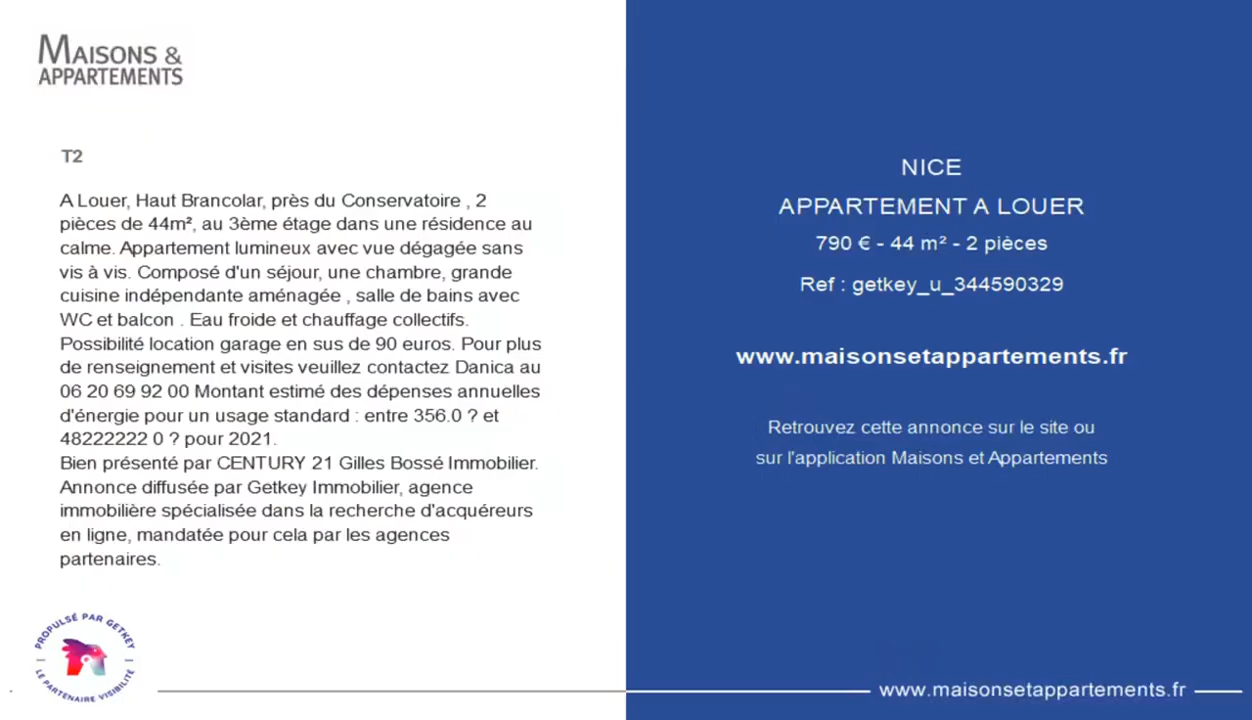 MAISONS &
APPARTEMENTS
T2
A Louer, Haut Brancolar, près du Conservatoire , 2
pièces de 44m², au 3ème étage dans une résidence au
calme. Appartement lumineux avec vue dégagée sans
vis à vis. Composé d'un séjour, une chambre, grande
cuisine indépendante aménagée , salle de bains avec
WC et balcon . Eau froide et chauffage collectifs.
Possibilité location garage en sus de 90 euros. Pour plus
de renseignement et visites veuillez contactez Danica au
06 20 69 92 00 Montant estimé des dépenses annuelles
d'énergie pour un usage standard : entre 356.0 ? et
48222222 0 ? pour 2021.
Bien présenté par CENTURY 21 Gilles Bossé Immobilier.
Annonce diffusée par Getkey Immobilier, agence
immobilière spécialisée dans la recherche d'acquéreurs
en ligne, mandatée pour cela par les agences
partenaires.
PROPULSÉ PAR GETKEY
LE PARTENAIRE VISIBILITÉ
NICE
APPARTEMENT A LOUER
790 € - 44 m² - 2 pièces
Ref : getkey_u_344590329
www.maisonsetappartements.fr
Retrouvez cette annonce sur le site ou
sur l'application Maisons et Appartements
www.maisonsetappartements.fr